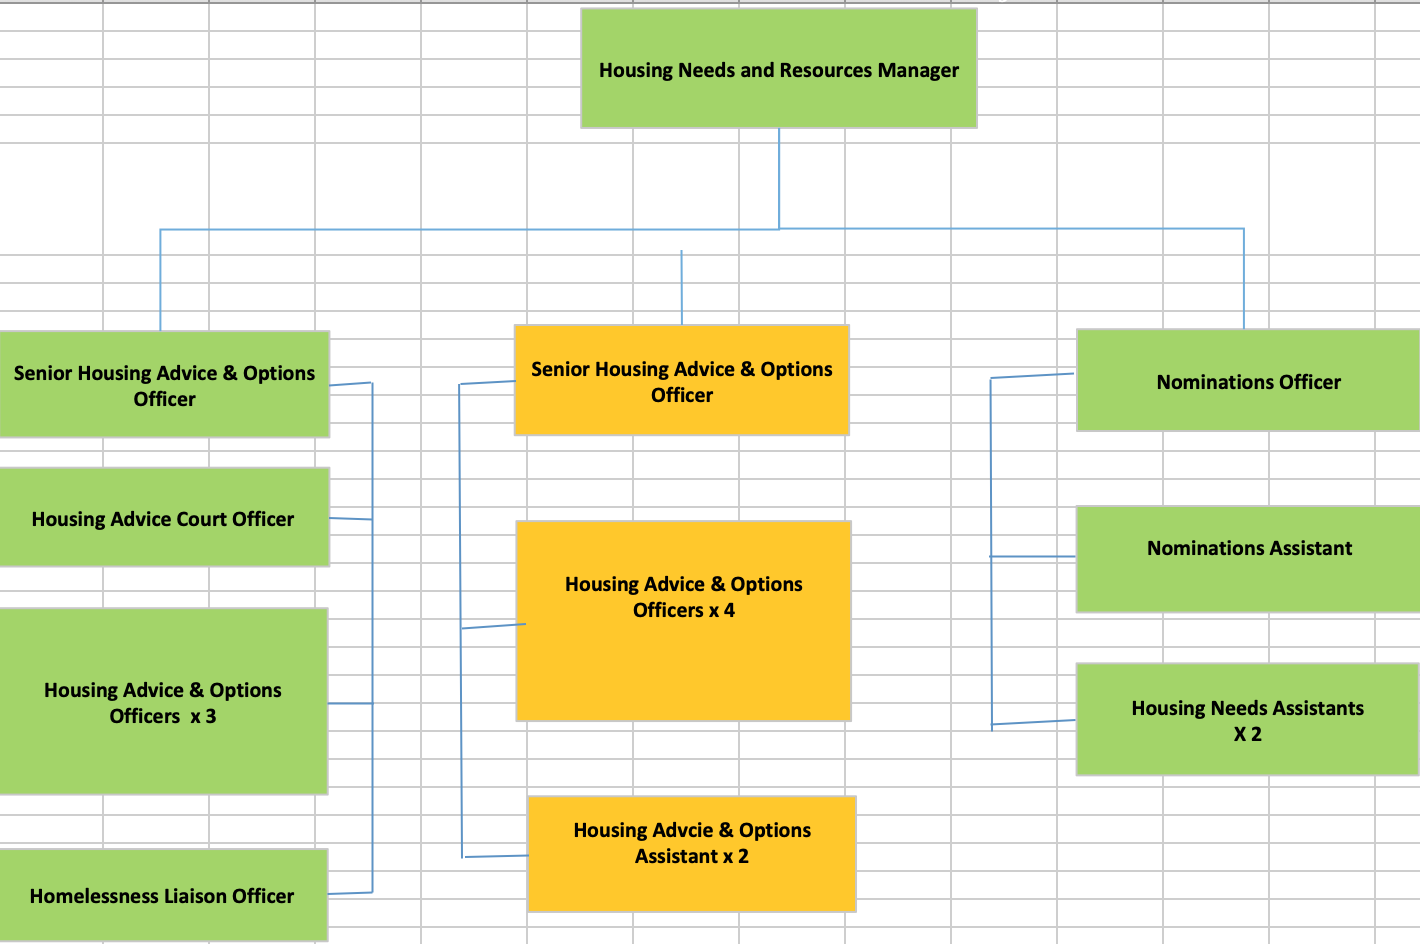 Housing Needs and Resources Manager
Senior Housing Advice & Options
Officer
Housing Advice Court Officer
Housing Advice & Options
Officers  x 3
Homelessness Liaison Officer
Senior Housing Advice & Options
Officer
Housing Advice & Options
Officers x 4
Housing Advcie & Options
Assistant x 2
Nominations Officer
Nominations Assistant
Housing Needs Assistants
X 2